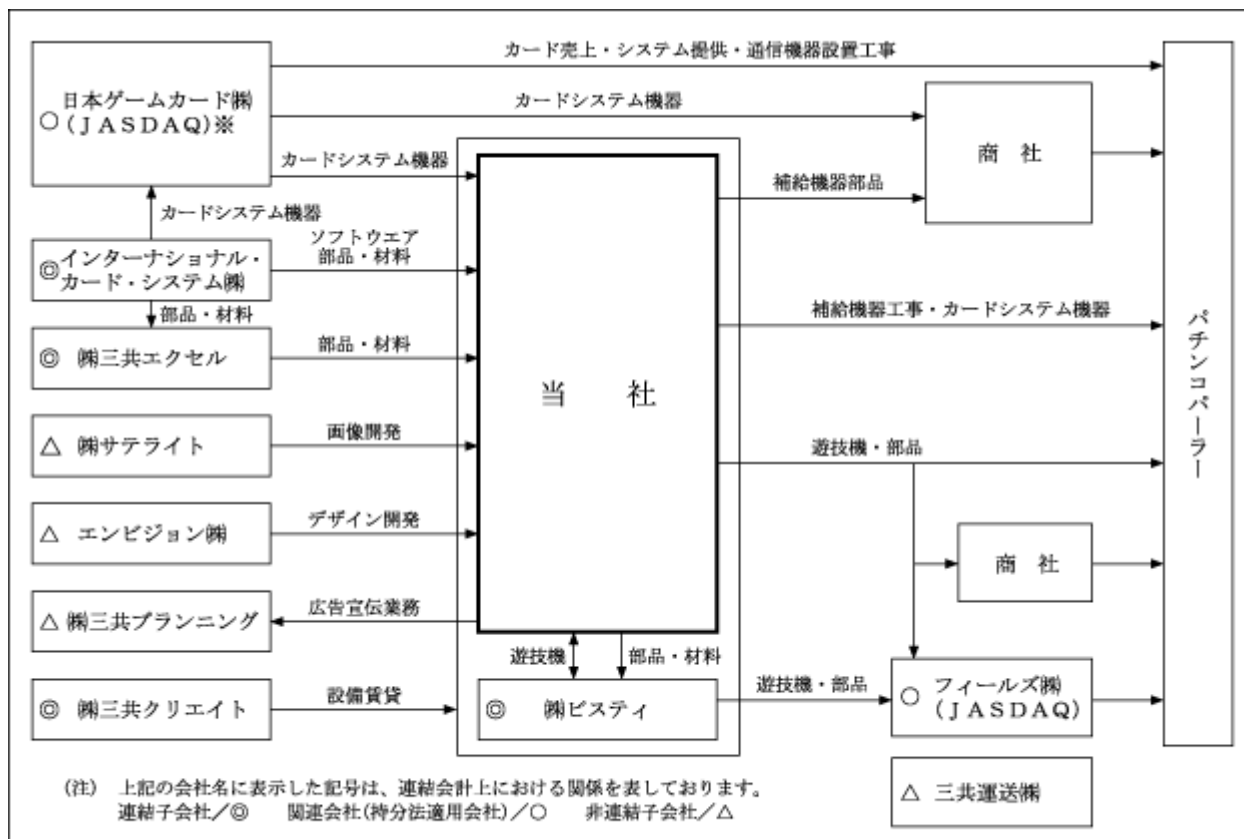 カード売上・システム提供・通信機器設置工事
○日本ゲームカード㈱
(ＪＡＳＤＡＱ)※
カードシステム機器
商　社
カードシステム機器
補給機器部品
カードシステム機器
◎インターナショナル・
カード・システム㈱
ソフトウエア
部品・材料
部品・材料
補給機器工事・カードシステム機器
◎ ㈱三共エクセル
部品・材料
当　社
パチンコパーラー
△ ㈱サテライト
画像開発
遊技機・部品
△ エンビジョン㈱
デザイン開発
商　社
△㈱三共プランニング
広告宣伝業務
遊技機
部品・材料
◎ ㈱三共クリエイト
設備賃貸
◎ ㈱ビスティ
遊技機・部品
○ フィールズ㈱
(ＪＡＳＤＡＱ)
△ 三共運送㈱
(注)　上記の会社名に表示した記号は、連結会計上における関係を表しております。
連結子会社／◎　関連会社(持分法適用会社)／○　非連結子会社／△